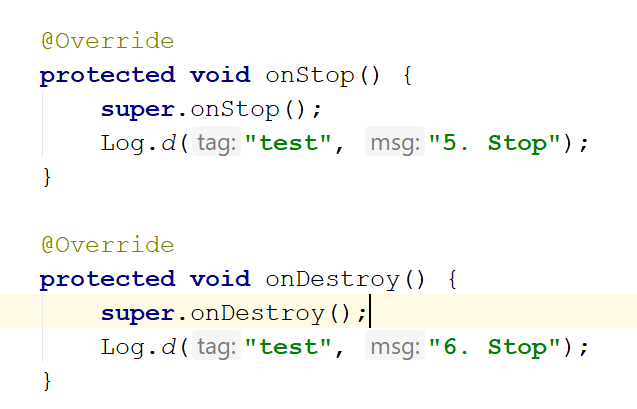 @Override
protected void onStop() {
super.onStop();
Log.d( tag: "test", msg: "5. Stop");
}
@Override
protected void onDestroy() {
super.onDestroy();
Log.d( tag: "test", msg: "6. Stop");
}